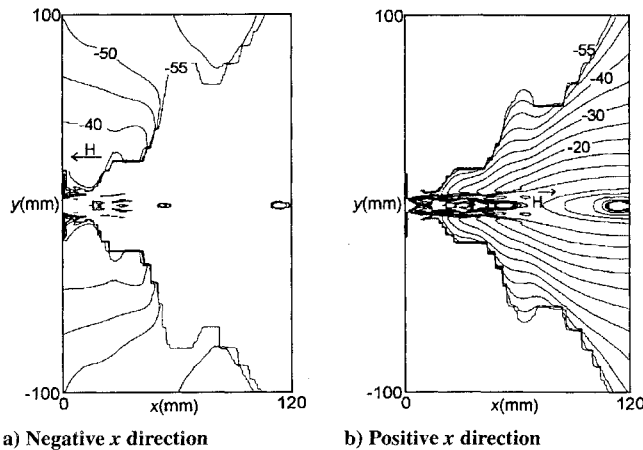 100
-50
-55
-40
H
y(mm)
-100
0
x(mm)
120
a) Negative x direction
100
-55
-40
-30
-20
H
y(mm)
-100
0
x(mm)
120
b) Positive x direction